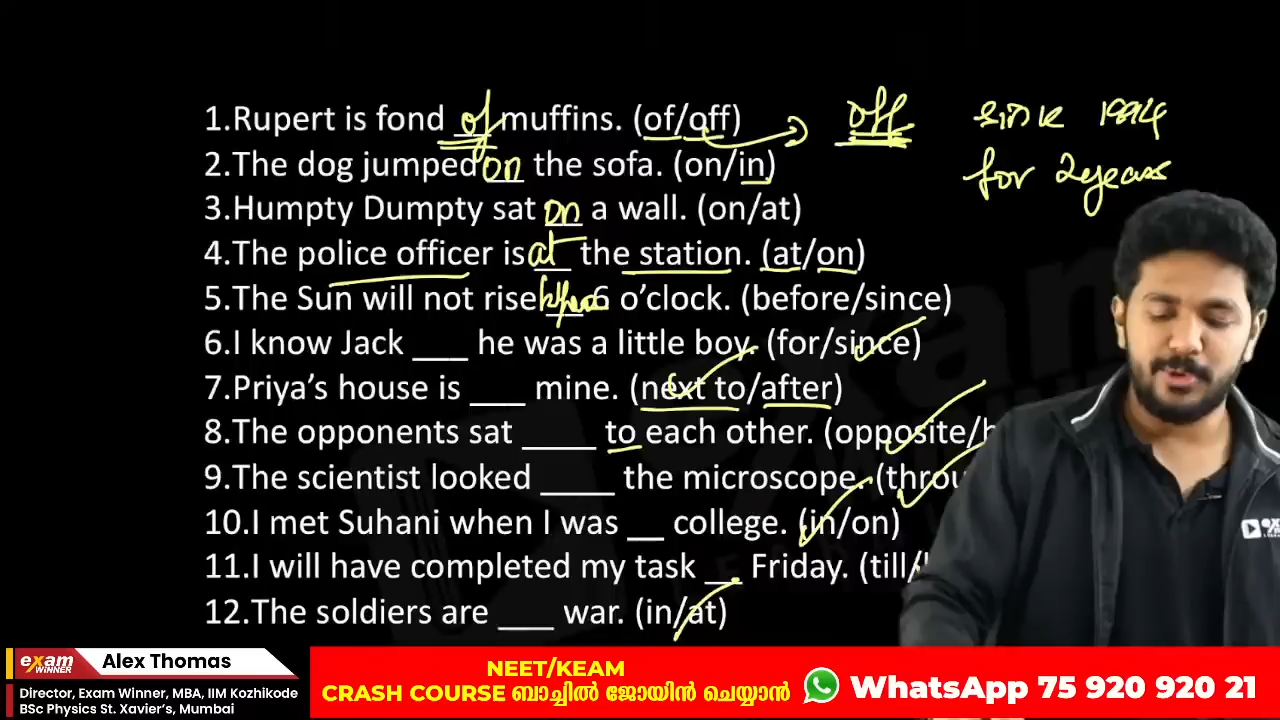 1.Rupert is fond of muffins. (of/off) off since 1994
2.The dog jumped on the sofa. (on/in) for 2 years
3.Humpty Dumpty sat on a wall. (on/at)
4.The police officer is at the station. (at/on)
5.The Sun will not rise before 6 o’clock. (before/since)
6.I know Jack ___ he was a little boy. (for/since)
7.Priya’s house is ___ mine. (next to/after)
8.The opponents sat ____ to each other. (opposite/
9.The scientist looked ____ the microscope. (throu
10.I met Suhani when I was __ college. (in/on)
11.I will have completed my task __ Friday. (till/
12.The soldiers are ___ war. (in/at)
exam WINNER Alex Thomas
Director, Exam Winner, MBA, IIM Kozhikode
BSc Physics St. Xavier’s, Mumbai
NEET/KEAM
CRASH COURSE ബാച്ചിൽ ജോയിൻ ചെയ്യാൻ
WhatsApp 75 920 920 21